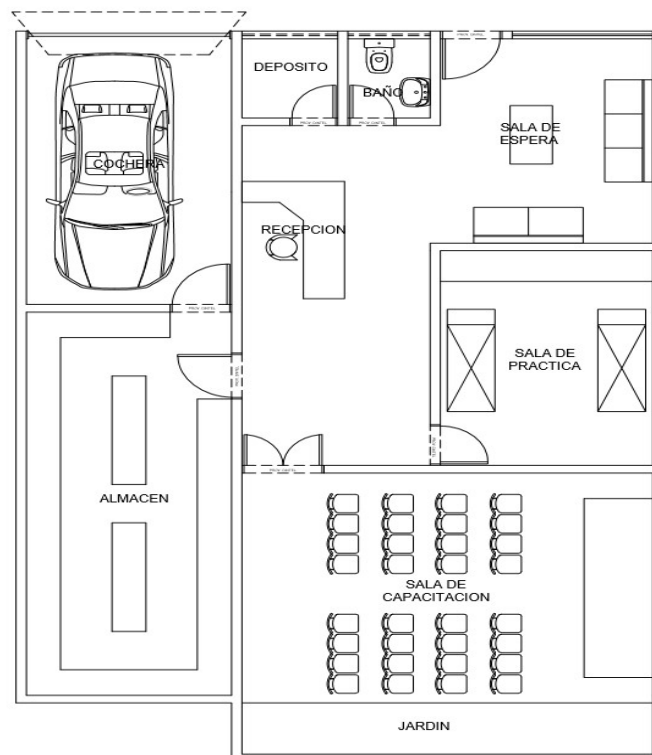 DEPOSITO
BAÑO
SALA DE
ESPERA
COCHERA
RECEPCION
SALA DE
PRACTICA
ALMACEN
SALA DE
CAPACITACION
JARDIN